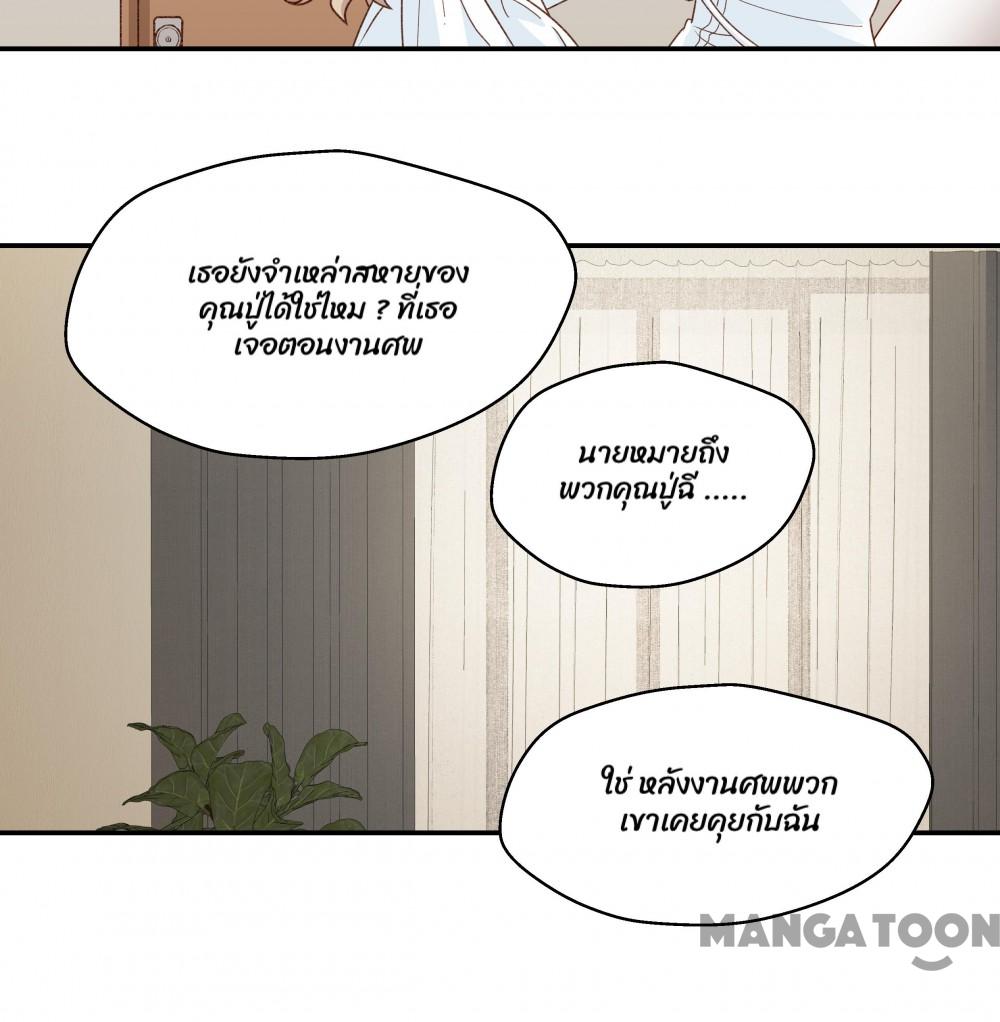 เธอยังจำเหล่าสหายของ
คุณปู่ได้ใช่ไหม ? ที่เธอ
เจอตอนงานศพ
นายหมายถึง
พวกคุณปู่ฉี .....
ใช่ หลังงานศพพวก
เขาเคยคุยกับฉัน
MANGATOON